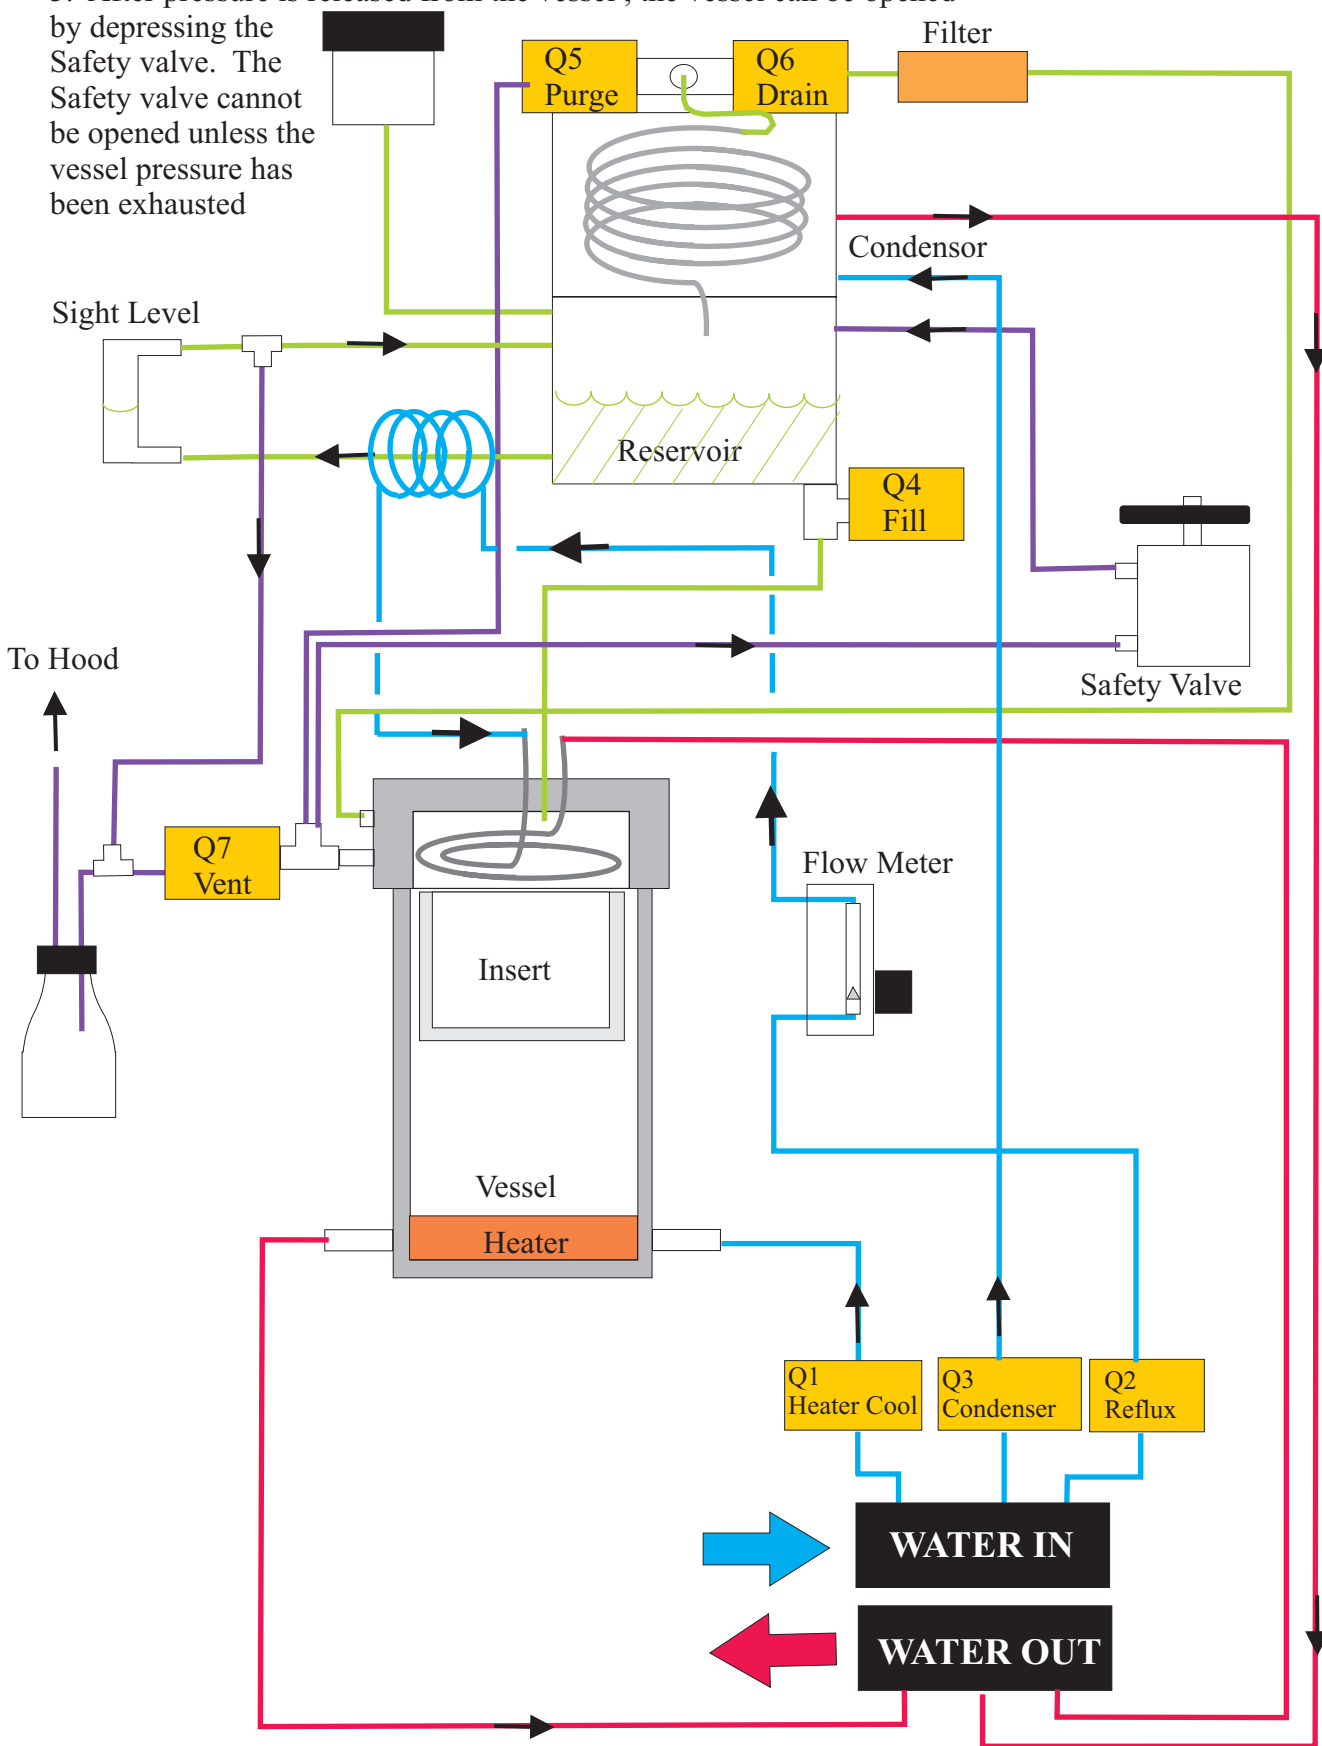 by depressing the
Safety valve. The
Safety valve cannot
be opened unless the
vessel pressure has
been exhausted
Q5
Purge
Q6
Drain
Filter
Condensor
Sight Level
Reservoir
Q4
Fill
To Hood
Safety Valve
Q7
Vent
Flow Meter
Insert
Vessel
Heater
Q1
Heater Cool
Q3
Condenser
Q2
Reflux
WATER IN
WATER OUT